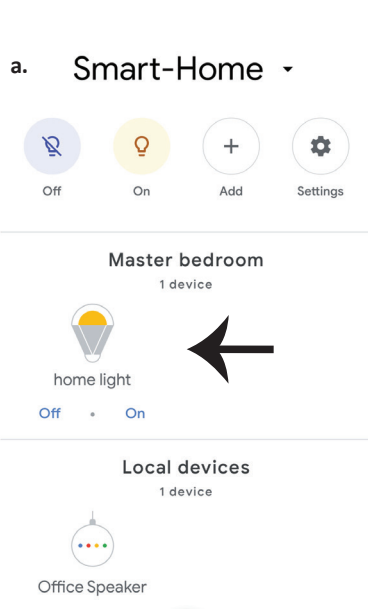 a. Smart-Home
Off On Add Settings
Master bedroom
1 device
home light
Off • On
Local devices
1 device
Office Speaker